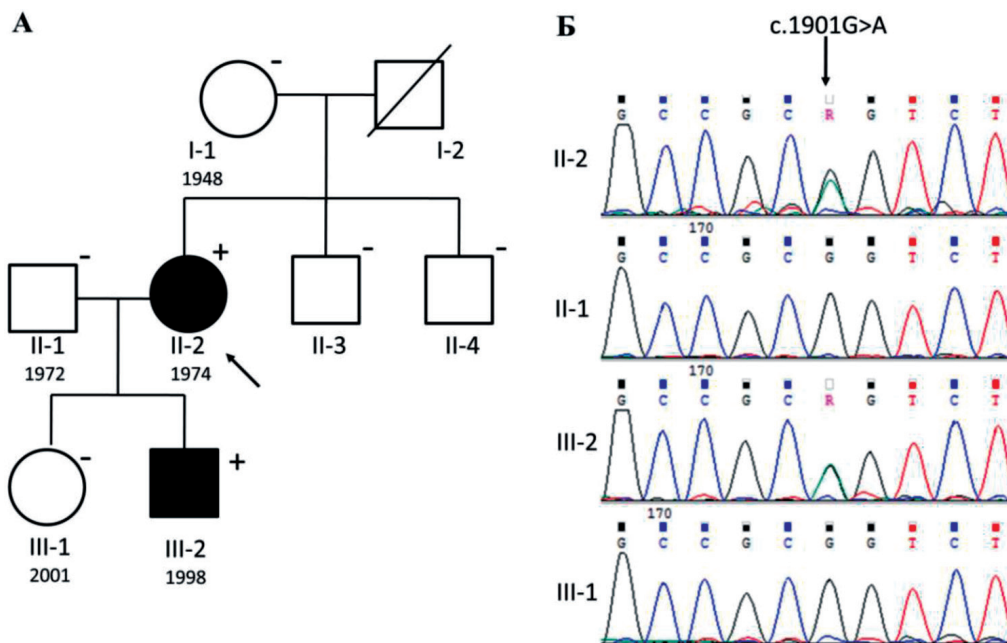 А
I-1
1948
I-2
-
-
+
-
-
II-1
1972
II-2
1974
II-3
II-4
-
+
III-1
2001
III-2
1998
Б
c.1901G>A
II-2
G C C G C R G T C T
170
II-1
G C C G C G G T C T
170
III-2
G C C G C R G T C T
170
III-1
G C C G C G G T C T